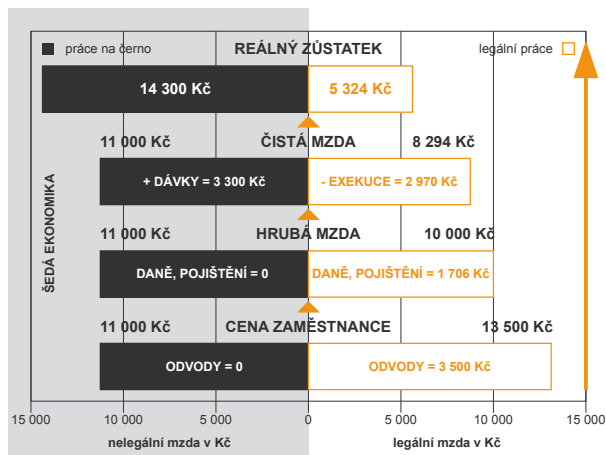 práce na černo REÁLNÝ ZŮSTATEK legální práce
14 300 Kč 5 324 Kč
11 000 Kč ČISTÁ MZDA 8 294 Kč
+ DÁVKY = 3 300 Kč - EXEKUCE = 2 970 Kč
11 000 Kč HRUBÁ MZDA 10 000 Kč
DANĚ, POJIŠTĚNÍ = 0 DANĚ, POJIŠTĚNÍ = 1 706 Kč
11 000 Kč CENA ZAMĚSTNANCE 13 500 Kč
ODVODY = 0 ODVODY = 3 500 Kč
ŠEDÁ EKONOMIKA
15 000 10 000 5 000 0 5 000 10 000 15 000
nelegální mzda v Kč legální mzda v Kč